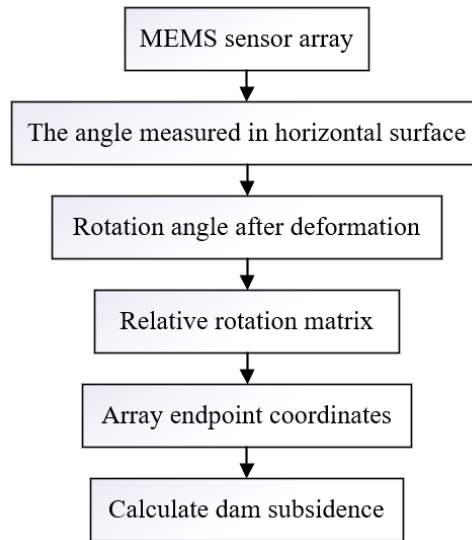 MEMS sensor array
The angle measured in horizontal surface
Rotation angle after deformation
Relative rotation matrix
Array endpoint coordinates
Calculate dam subsidence